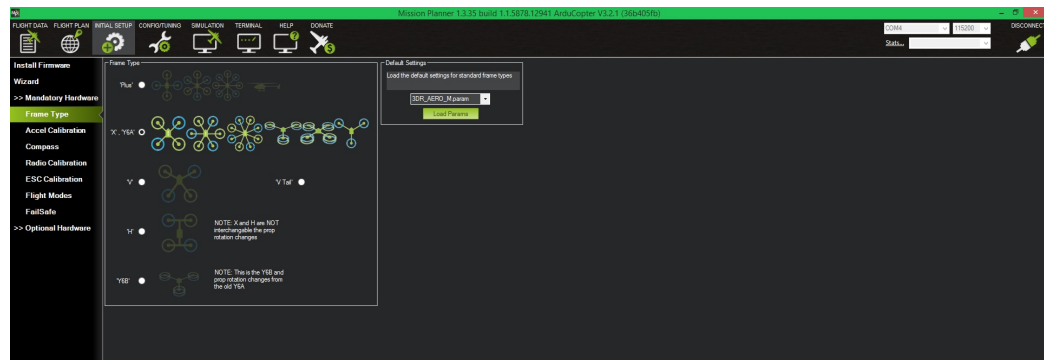 Mission Planner 1.3.35 build 1.1.5878.12941 ArduCopter V3.2.1 (36b405fb)
FLIGHT DATA FLIGHT PLAN INITIAL SETUP CONFIG/TUNING SIMULATION TERMINAL HELP DONATE
COM4 115200 DISCONNECT
Stats...
Install Firmware
Wizard
>> Mandatory Hardware
Frame Type
Accel Calibration
Compass
Radio Calibration
ESC Calibration
Flight Modes
FailSafe
>> Optional Hardware
Frame Type
'Plus'
'X', 'Y6A'
'V' 'V Tail'
'H'
NOTE: X and H are NOT
interchangable the prop
rotation changes
'Y6B'
NOTE: This is the Y6B and
prop rotation changes from
the old Y6A
Default Settings
Load the default settings for standard frame types
3DR_AERO_M.param
Load Params